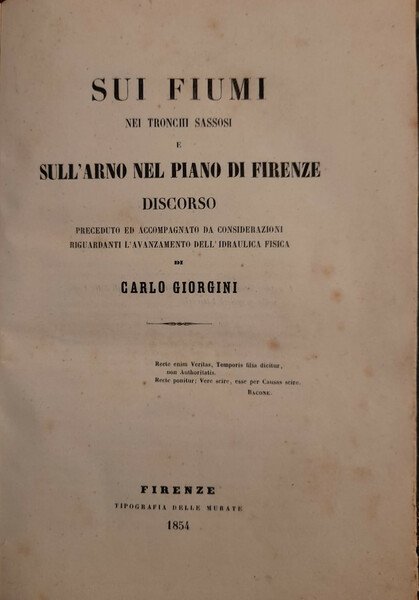 SUI FIUMI
NEI TRONCHI SASSOSI
E
SULL'ARNO NEL PIANO DI FIRENZE
DISCORSO
PRECEDUTO ED ACCOMPAGNATO DA CONSIDERAZIONI
RIGUARDANTI L'AVANZAMENTO DELL'IDRAULICA FISICA
DI
CARLO GIORGINI
Recte enim Veritas, Temporis filia dicitur,
non Authoritatis.
Recte ponitur; Vere scire, esse per Causas scire.
BACONE.
FIRENZE
TIPOGRAFIA DELLE MURATE
1854